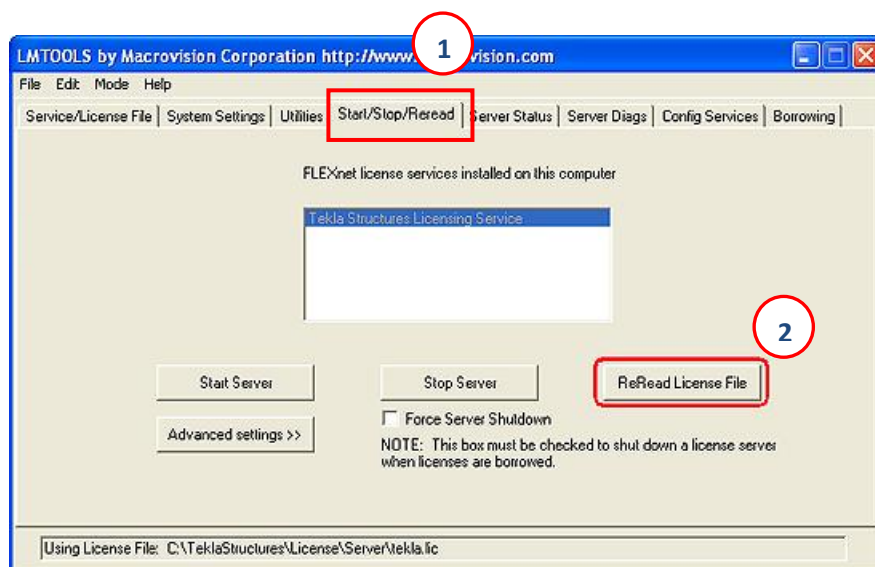 1
LMTOOLS by Macrovision Corporation http://www. vision.com
File Edit Mode Help
Service/License File System Settings Utilities Start/Stop/Reread Server Status Server Diags Config Services Borrowing
FLEXnet license services installed on this computer
Tekla Structures Licensing Service
2
Start Server Stop Server ReRead License File
Force Server Shutdown
Advanced settings >>
NOTE: This box must be checked to shut down a license server
when licenses are borrowed.
Using License File: C:\TeklaStructures\License\Server\tekla.lic